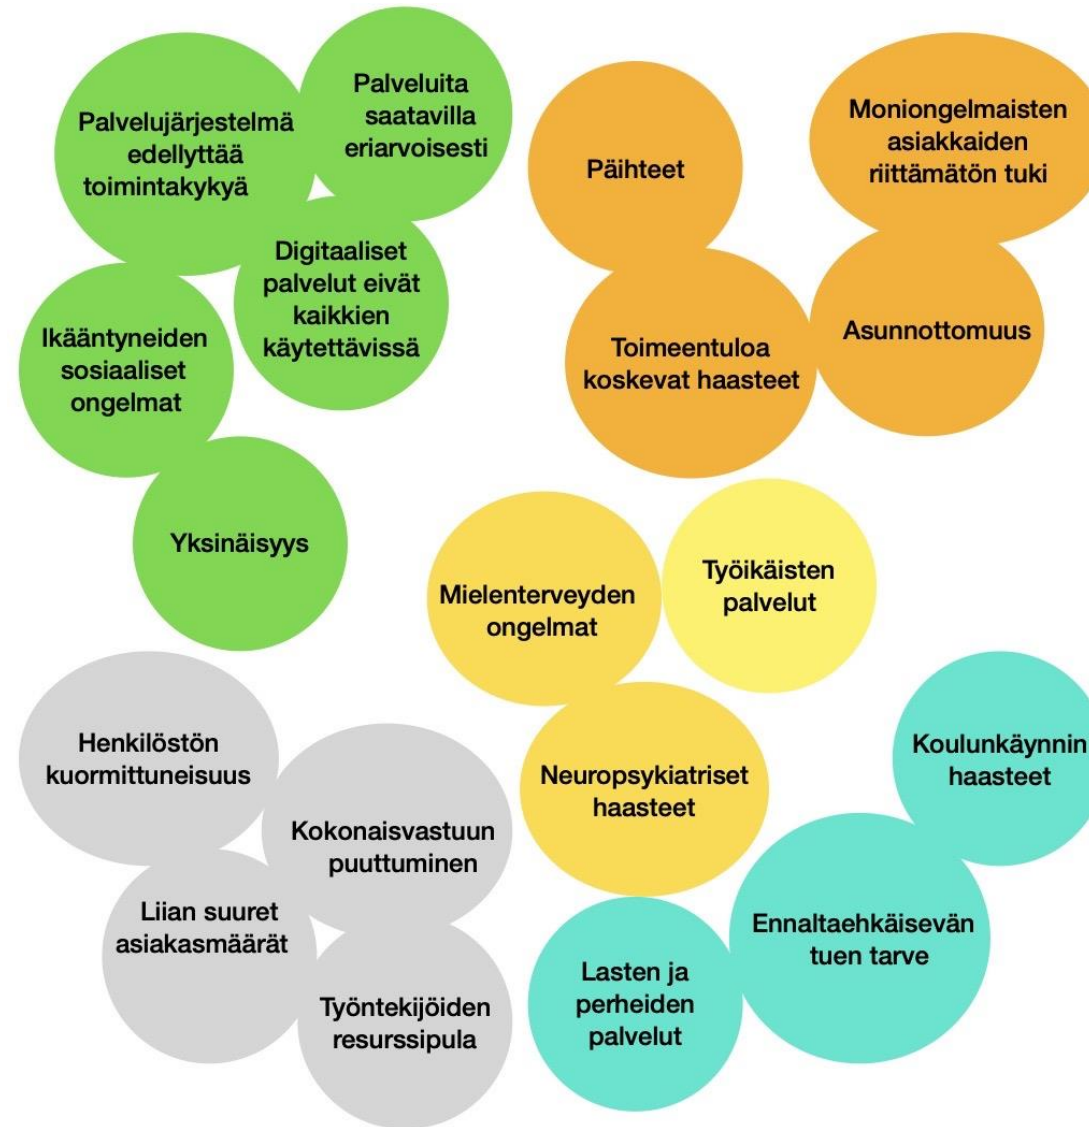 Palvelujärjestelmä
edellyttää
toimintakykyä
Palveluita
saatavilla
eriarvoisesti
Digitaaliset
palvelut eivät
kaikkien
käytettävissä
Ikääntyneiden
sosiaaliset
ongelmat
Yksinäisyys
Päihteet
Moniongelmaisten
asiakkaiden
riittämätön tuki
Toimeentuloa
koskevat haasteet
Asunnottomuus
Mielenterveyden
ongelmat
Työikäisten
palvelut
Neuropsykiatriset
haasteet
Henkilöstön
kuormittuneisuus
Kokonaisvastuun
puuttuminen
Liian suuret
asiakasmäärät
Työntekijöiden
resurssipula
Koulunkäynnin
haasteet
Ennaltaehkäisevän
tuen tarve
Lasten ja
perheiden
palvelut